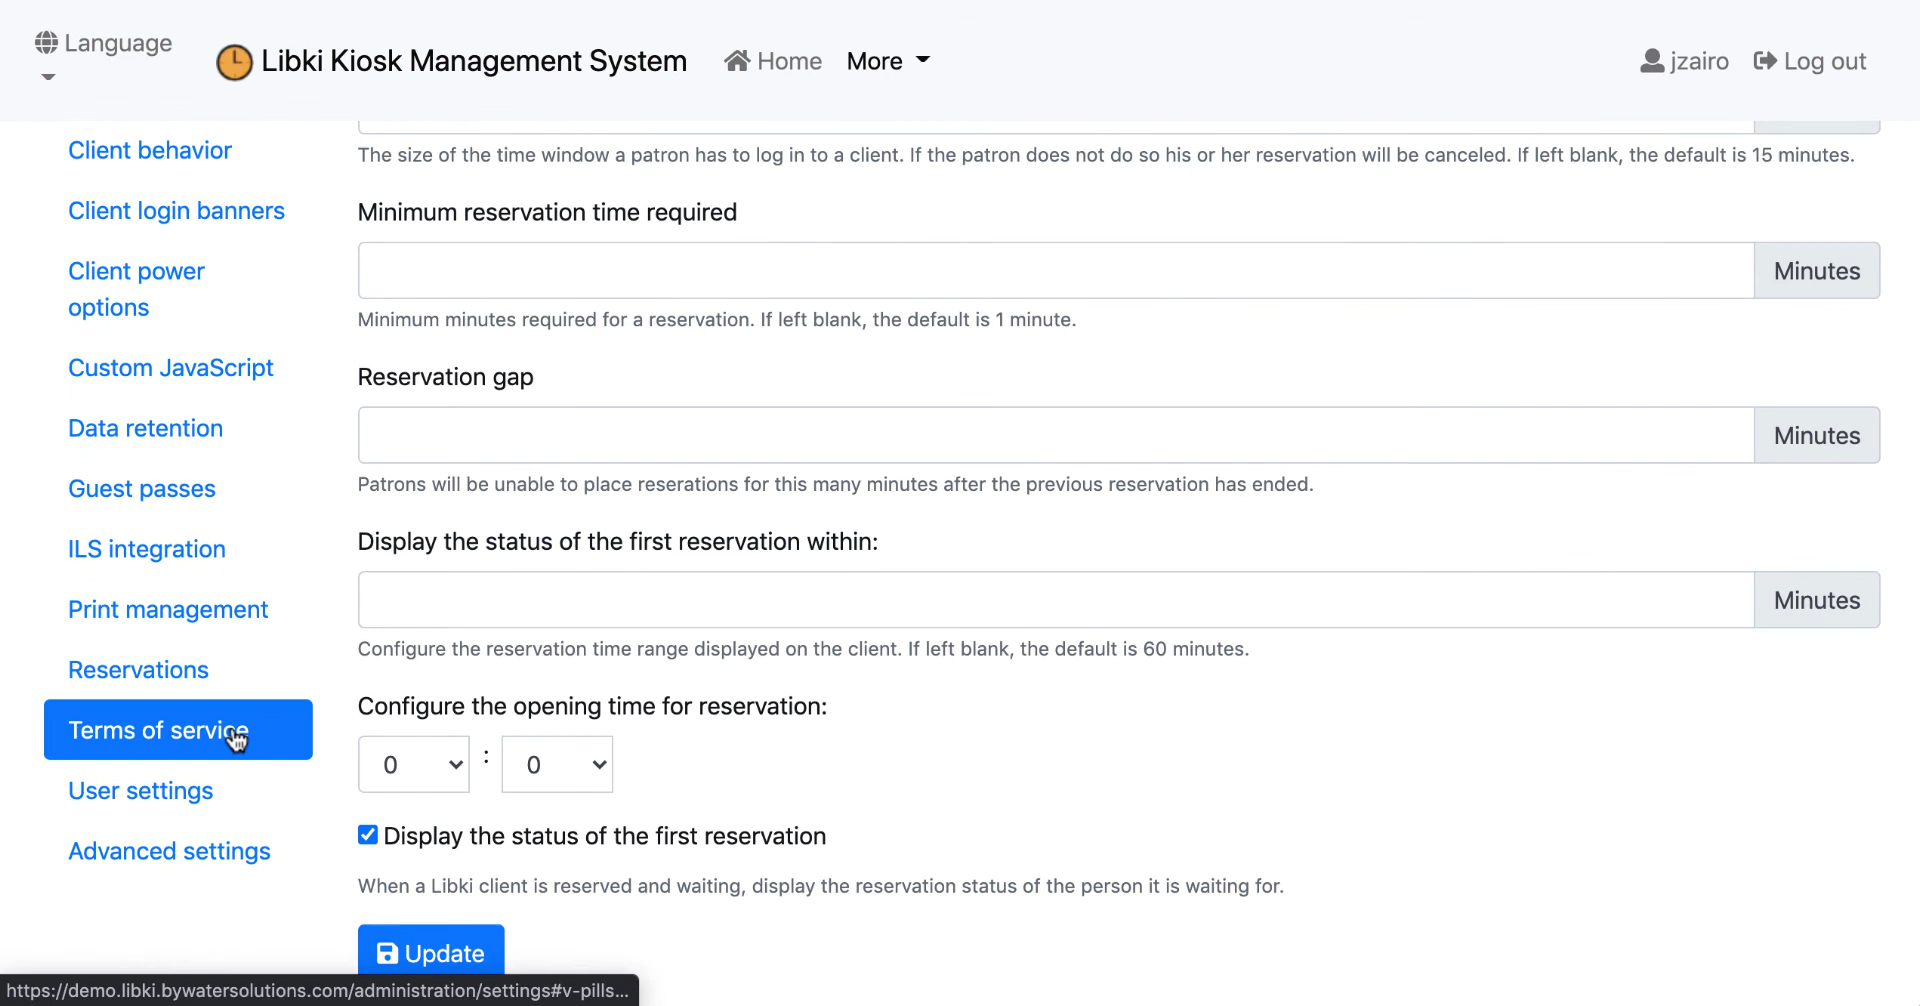 Language
Libki Kiosk Management System
Home
More
jzairo
Log out
Client behavior
Client login banners
Client power
options
Custom JavaScript
Data retention
Guest passes
ILS integration
Print management
Reservations
Terms of service
User settings
Advanced settings
The size of the time window a patron has to log in to a client. If the patron does not do so his or her reservation will be canceled. If left blank, the default is 15 minutes.
Minimum reservation time required
Minutes
Minimum minutes required for a reservation. If left blank, the default is 1 minute.
Reservation gap
Minutes
Patrons will be unable to place reserations for this many minutes after the previous reservation has ended.
Display the status of the first reservation within:
Minutes
Configure the reservation time range displayed on the client. If left blank, the default is 60 minutes.
Configure the opening time for reservation:
0 : 0
Display the status of the first reservation
When a Libki client is reserved and waiting, display the reservation status of the person it is waiting for.
Update
https://demo.libki.bywatersolutions.com/administration/settings#v-pills...